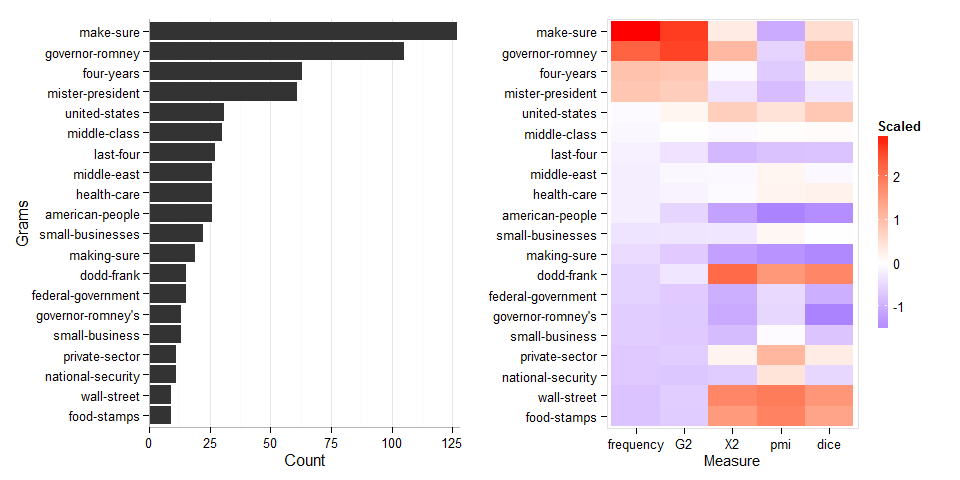 Grams
make-sure
governor-romney
four-years
mister-president
united-states
middle-class
last-four
middle-east
health-care
american-people
small-businesses
making-sure
dodd-frank
federal-government
governor-romney's
small-business
private-sector
national-security
wall-street
food-stamps
0 25 50 75 100 125
Count
make-sure
governor-romney
four-years
mister-president
united-states
middle-class
last-four
middle-east
health-care
american-people
small-businesses
making-sure
dodd-frank
federal-government
governor-romney's
small-business
private-sector
national-security
wall-street
food-stamps
frequency G2 X2 pmi dice
Measure
Scaled
2
1
0
-1